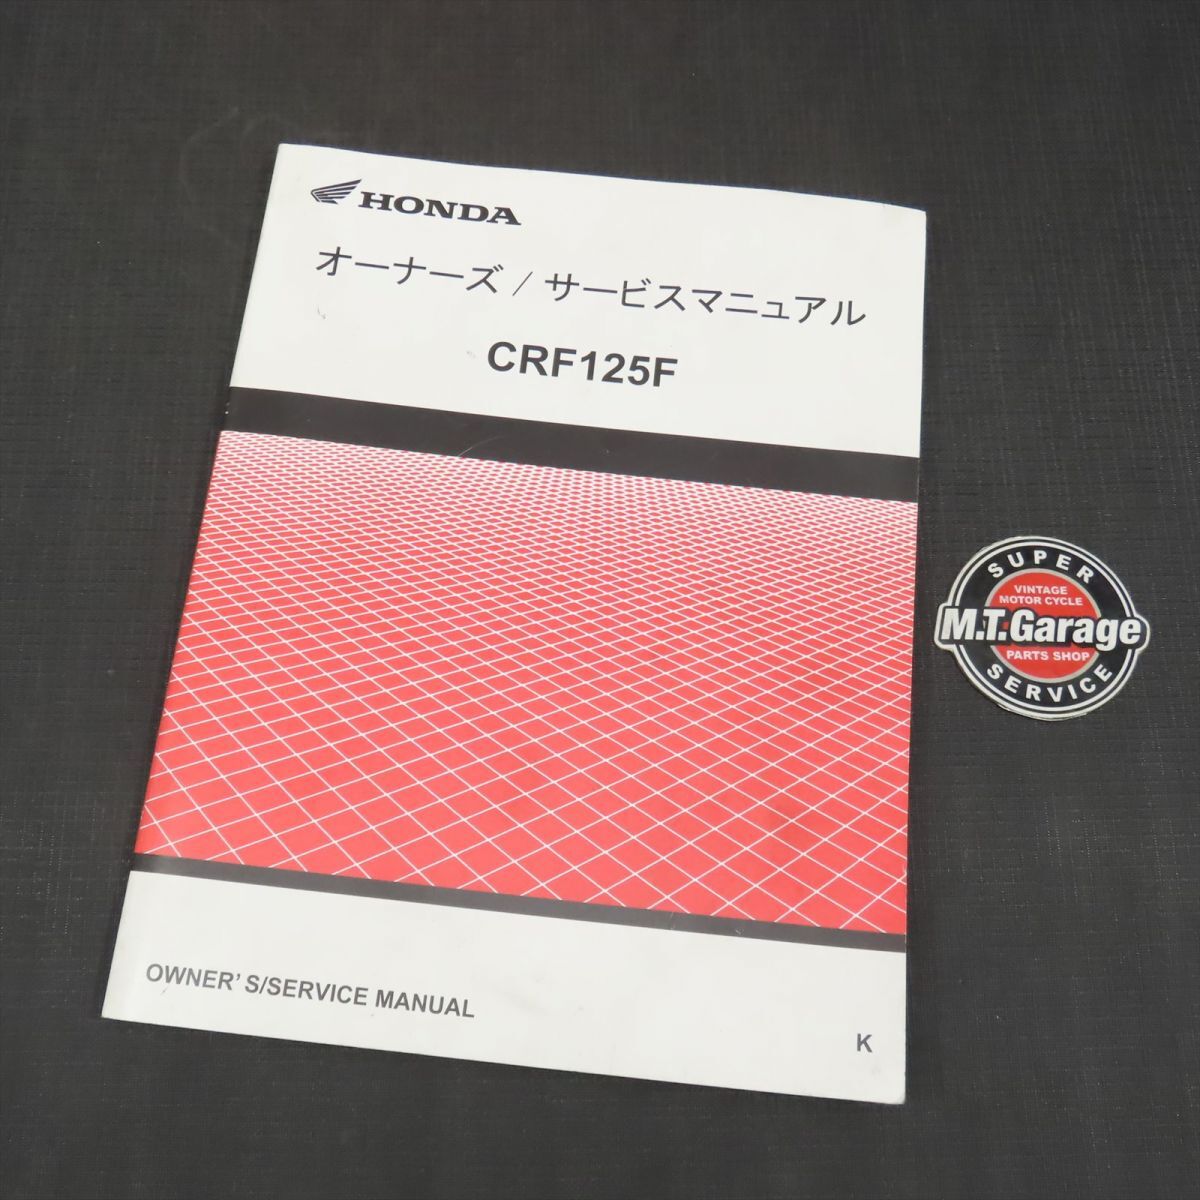 HONDA
オーナーズ / サービスマニュアル
CRF125F
OWNER' S/SERVICE MANUAL
K
SUPER
VINTAGE
MOTOR CYCLE
M.T.Garage
PARTS SHOP
SERVICE